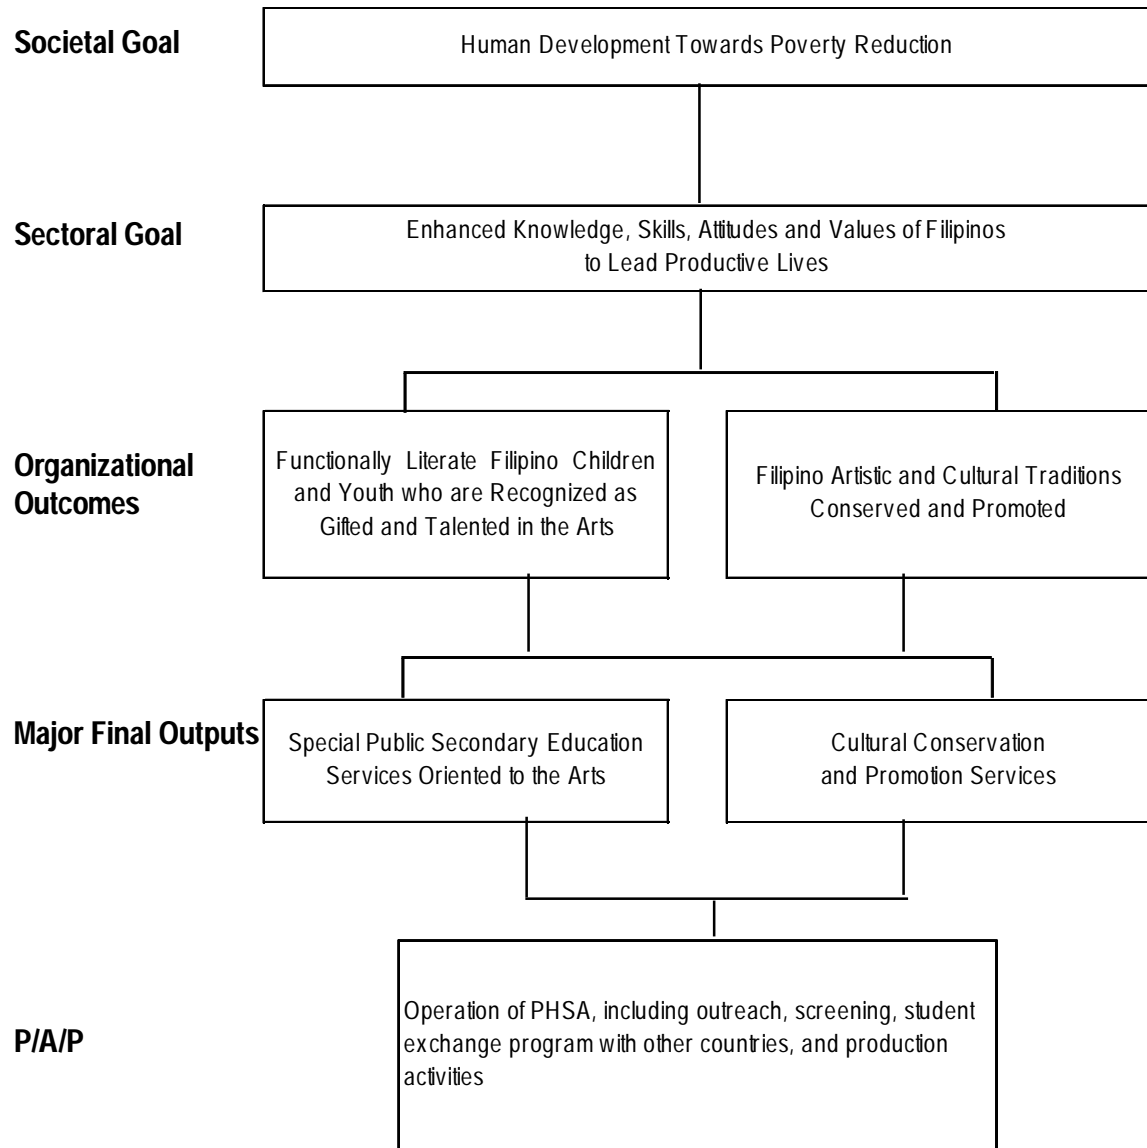 Societal Goal
Human Development Towards Poverty Reduction
Sectoral Goal
Enhanced Knowledge, Skills, Attitudes and Values of Filipinos
to Lead Productive Lives
Organizational
Outcomes
Functionally Literate Filipino Children
and Youth who are Recognized as
Gifted and Talented in the Arts
Filipino Artistic and Cultural Traditions
Conserved and Promoted
Major Final Outputs
Special Public Secondary Education
Services Oriented to the Arts
Cultural Conservation
and Promotion Services
P/A/P
Operation of PHSA, including outreach, screening, student
exchange program with other countries, and production
activities